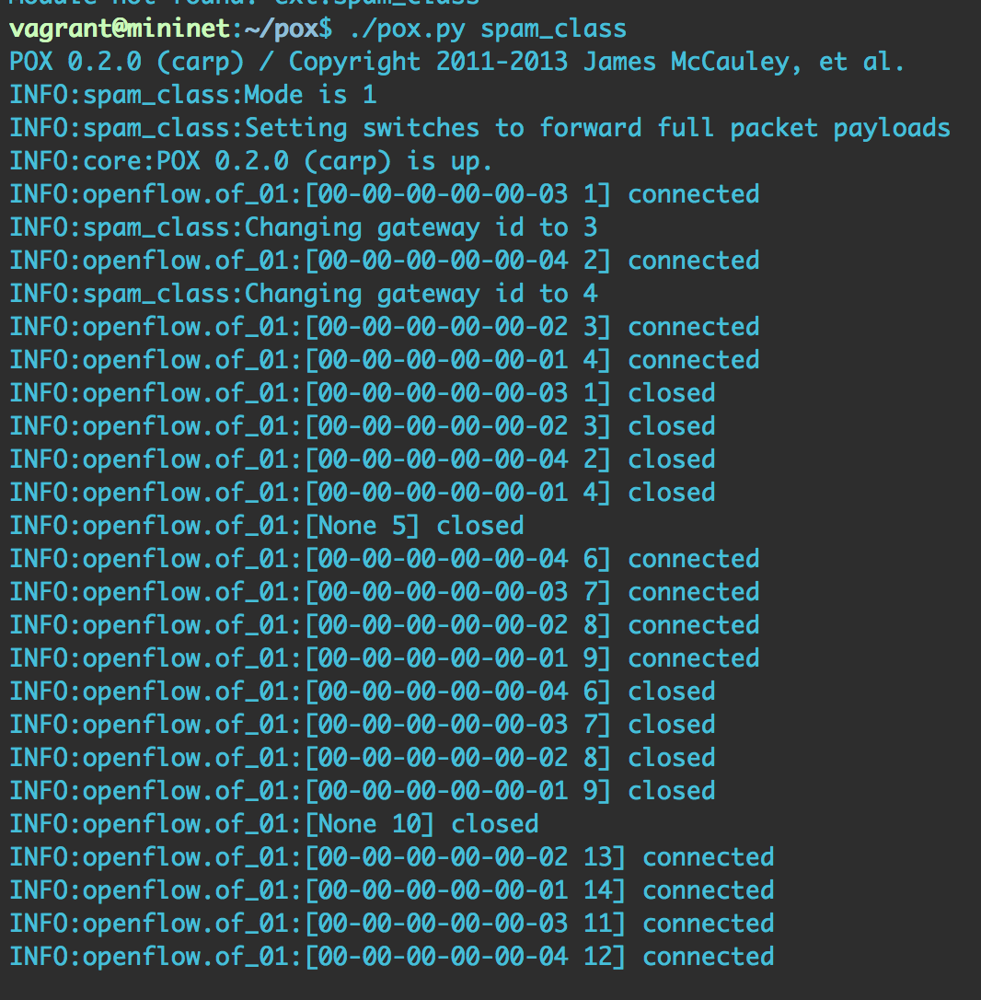 Module not found: ext.spam_class
vagrant@mininet:~/pox$ ./pox.py spam_class
POX 0.2.0 (carp) / Copyright 2011-2013 James McCauley, et al.
INFO:spam_class:Mode is 1
INFO:spam_class:Setting switches to forward full packet payloads
INFO:core:POX 0.2.0 (carp) is up.
INFO:openflow.of_01:[00-00-00-00-00-03 1] connected
INFO:spam_class:Changing gateway id to 3
INFO:openflow.of_01:[00-00-00-00-00-04 2] connected
INFO:spam_class:Changing gateway id to 4
INFO:openflow.of_01:[00-00-00-00-00-02 3] connected
INFO:openflow.of_01:[00-00-00-00-00-01 4] connected
INFO:openflow.of_01:[00-00-00-00-00-03 1] closed
INFO:openflow.of_01:[00-00-00-00-00-02 3] closed
INFO:openflow.of_01:[00-00-00-00-00-04 2] closed
INFO:openflow.of_01:[00-00-00-00-00-01 4] closed
INFO:openflow.of_01:[None 5] closed
INFO:openflow.of_01:[00-00-00-00-00-04 6] connected
INFO:openflow.of_01:[00-00-00-00-00-03 7] connected
INFO:openflow.of_01:[00-00-00-00-00-02 8] connected
INFO:openflow.of_01:[00-00-00-00-00-01 9] connected
INFO:openflow.of_01:[00-00-00-00-00-04 6] closed
INFO:openflow.of_01:[00-00-00-00-00-03 7] closed
INFO:openflow.of_01:[00-00-00-00-00-02 8] closed
INFO:openflow.of_01:[00-00-00-00-00-01 9] closed
INFO:openflow.of_01:[None 10] closed
INFO:openflow.of_01:[00-00-00-00-00-02 13] connected
INFO:openflow.of_01:[00-00-00-00-00-01 14] connected
INFO:openflow.of_01:[00-00-00-00-00-03 11] connected
INFO:openflow.of_01:[00-00-00-00-00-04 12] connected